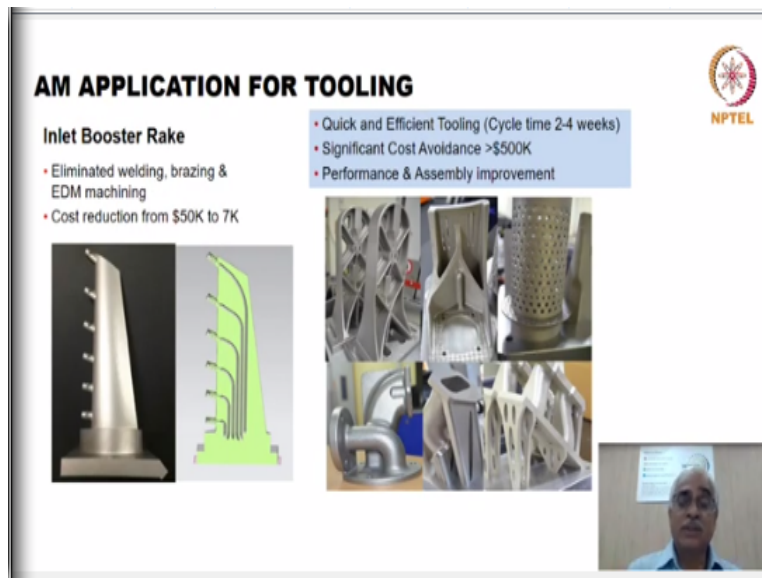 AM APPLICATION FOR TOOLING
NPTEL
Inlet Booster Rake
• Eliminated welding, brazing &
EDM machining
• Cost reduction from $50K to 7K
• Quick and Efficient Tooling (Cycle time 2-4 weeks)
• Significant Cost Avoidance >$500K
• Performance & Assembly improvement